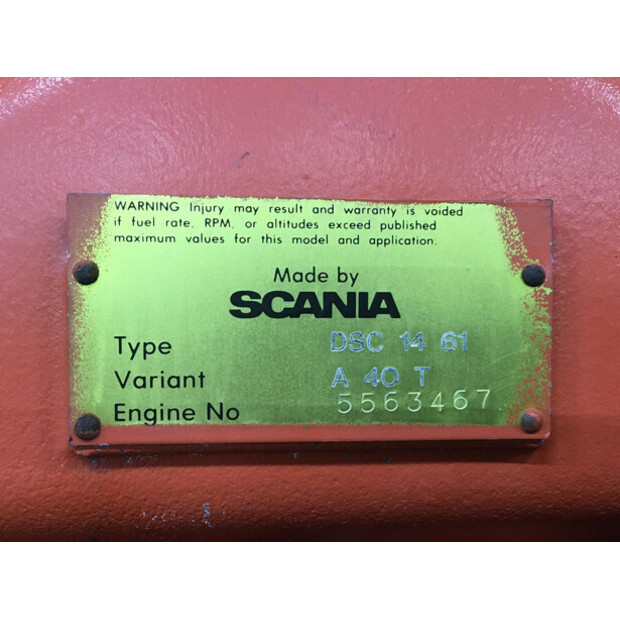 WARNING Injury may result and warranty is voided
if fuel rate, RPM, or altitudes exceed published
maximum values for this model and application.
Made by
SCANIA
Type DSC 14 61
Variant A 40 T
Engine No 5563467